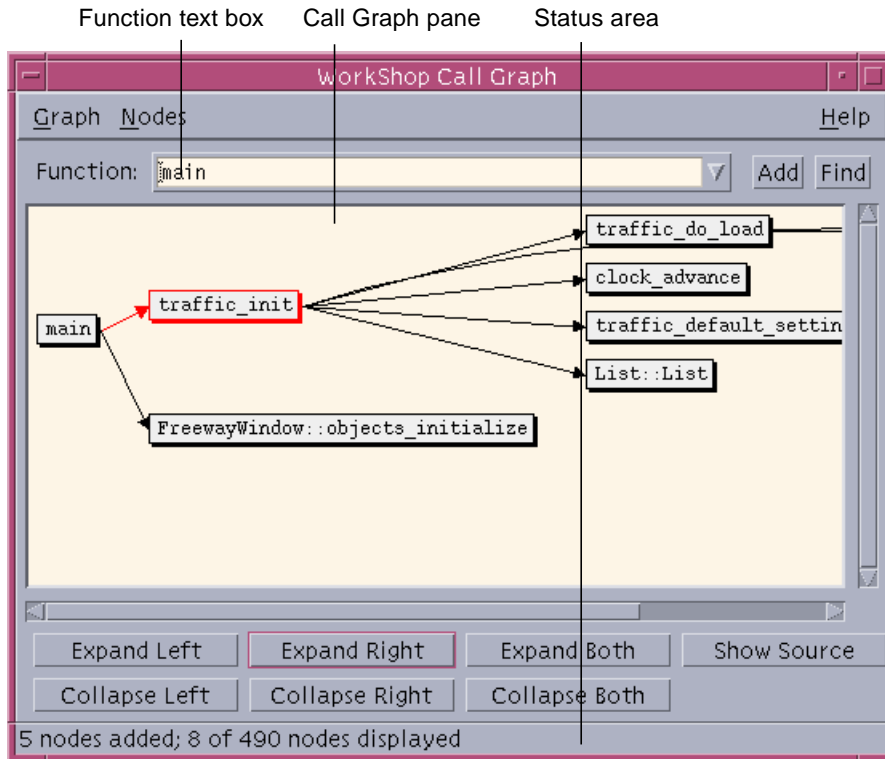 Function text box Call Graph pane Status area
WorkShop Call Graph
Graph Nodes Help
Function: main Add Find
traffic_do_load
clock_advance
traffic_init
main
traffic_default_settin
List::List
FreewayWindow::objects_initialize
Expand Left Expand Right Expand Both Show Source
Collapse Left Collapse Right Collapse Both
5 nodes added; 8 of 490 nodes displayed